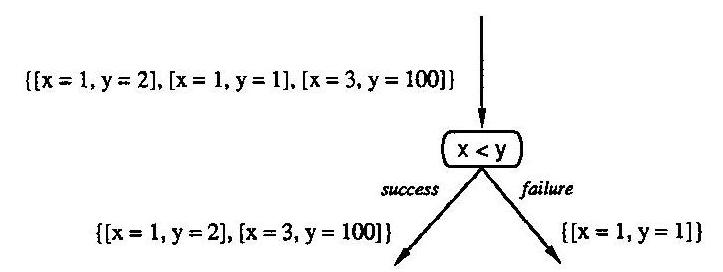 {[x = 1, y = 2], [x = 1, y = 1], [x = 3, y = 100]}
x < y
success failure
{[x = 1, y = 2], [x = 3, y = 100]} {[x = 1, y = 1]}